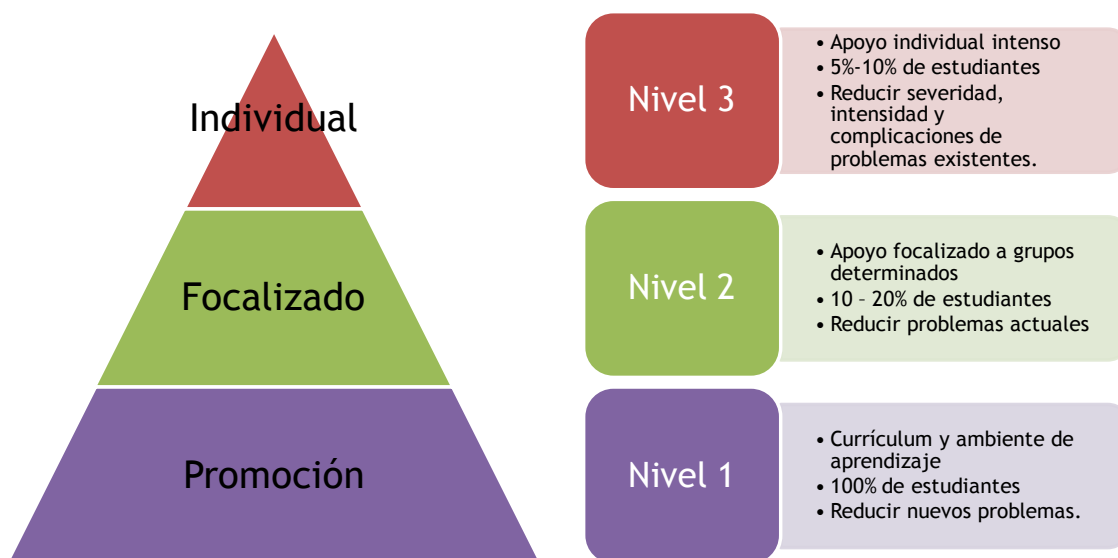 Individual
Focalizado
Promoción
Nivel 3
• Apoyo individual intenso
• 5%-10% de estudiantes
• Reducir severidad,
intensidad y
complicaciones de
problemas existentes.
Nivel 2
• Apoyo focalizado a grupos
determinados
• 10 – 20% de estudiantes
• Reducir problemas actuales
Nivel 1
• Currículum y ambiente de
aprendizaje
• 100% de estudiantes
• Reducir nuevos problemas.